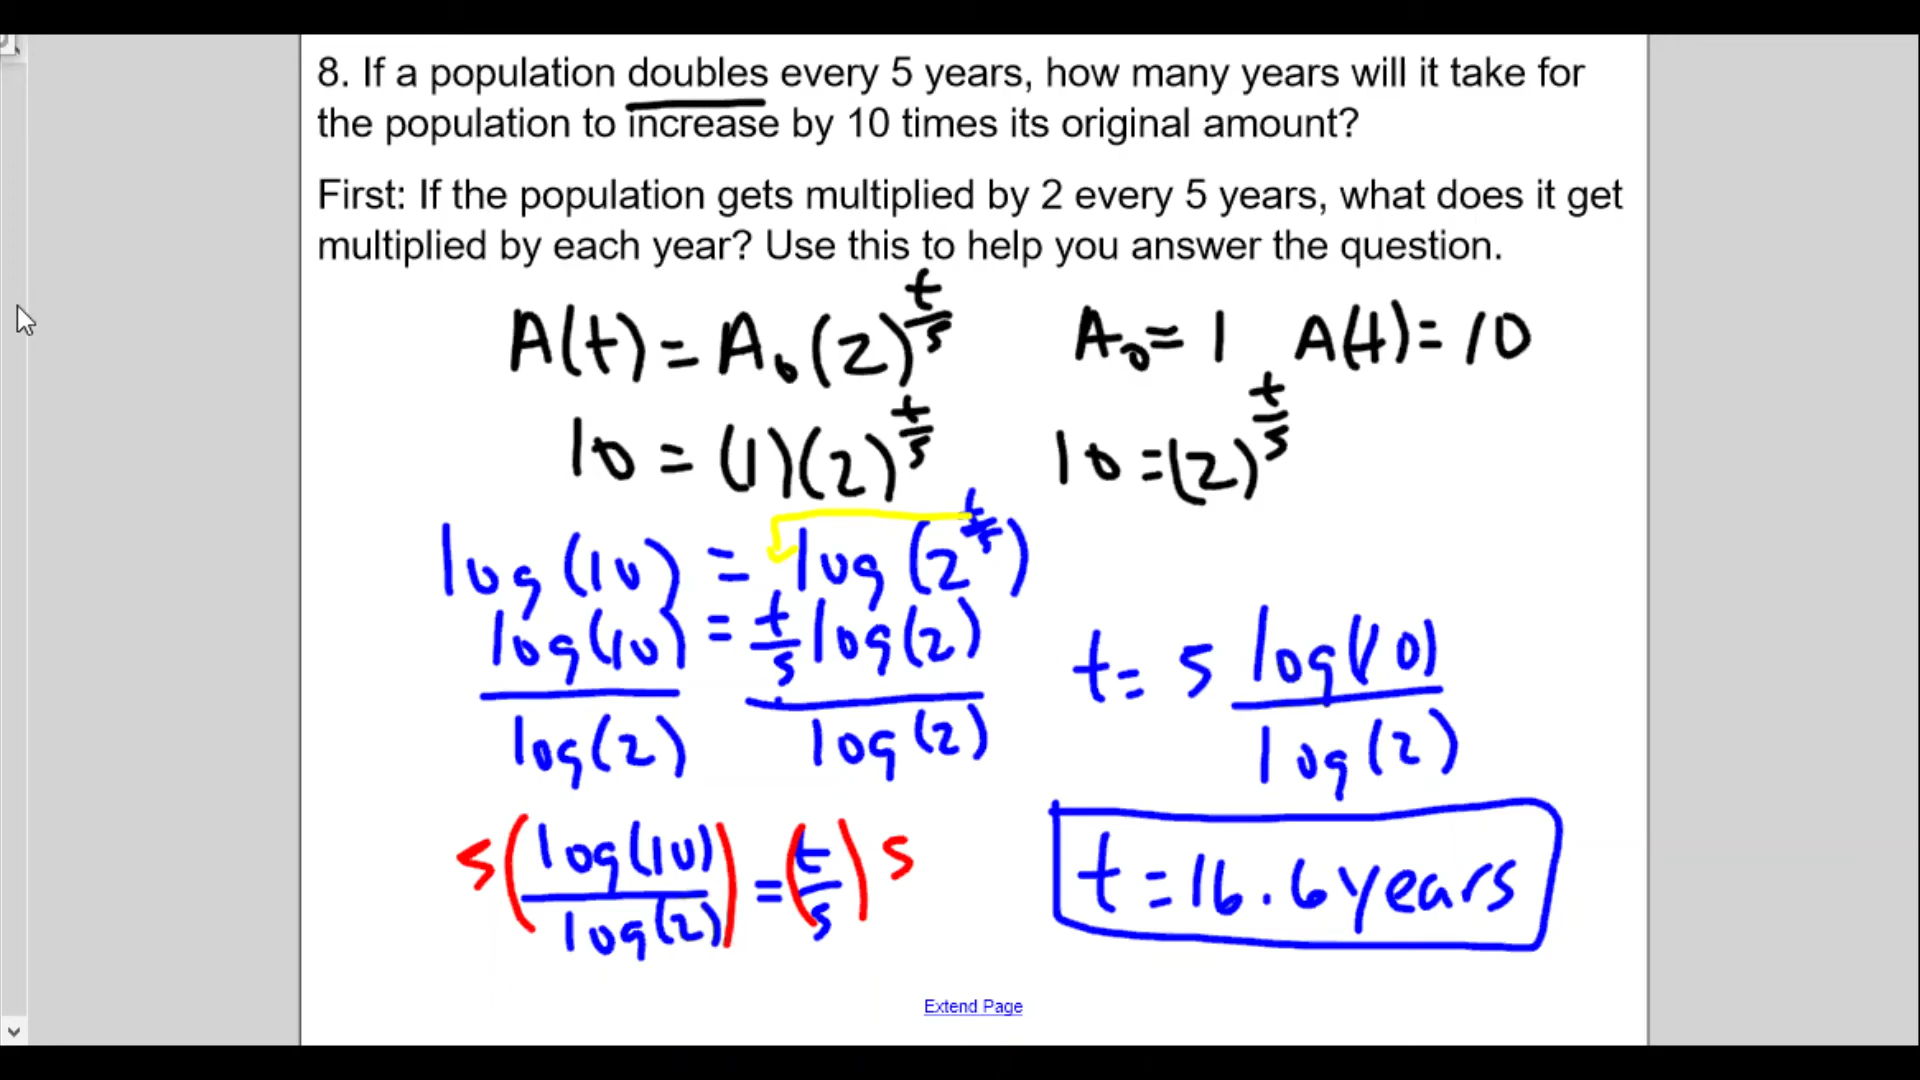 8. If a population doubles every 5 years, how many years will it take for
the population to increase by 10 times its original amount?
First: If the population gets multiplied by 2 every 5 years, what does it get
multiplied by each year? Use this to help you answer the question.
A(t) = A₀(2)^(t/5)
A₀ = 1 A(t) = 10
10 = (1)(2)^(t/5)
10 = (2)^(t/5)
log(10) = log(2^(t/5))
log(10) = t/5 log(2)
log(2) log(2)
t = 5 log(10)
log(2)
5(log(10)/log(2)) = (t/5)5
t = 16.6 years
Extend Page